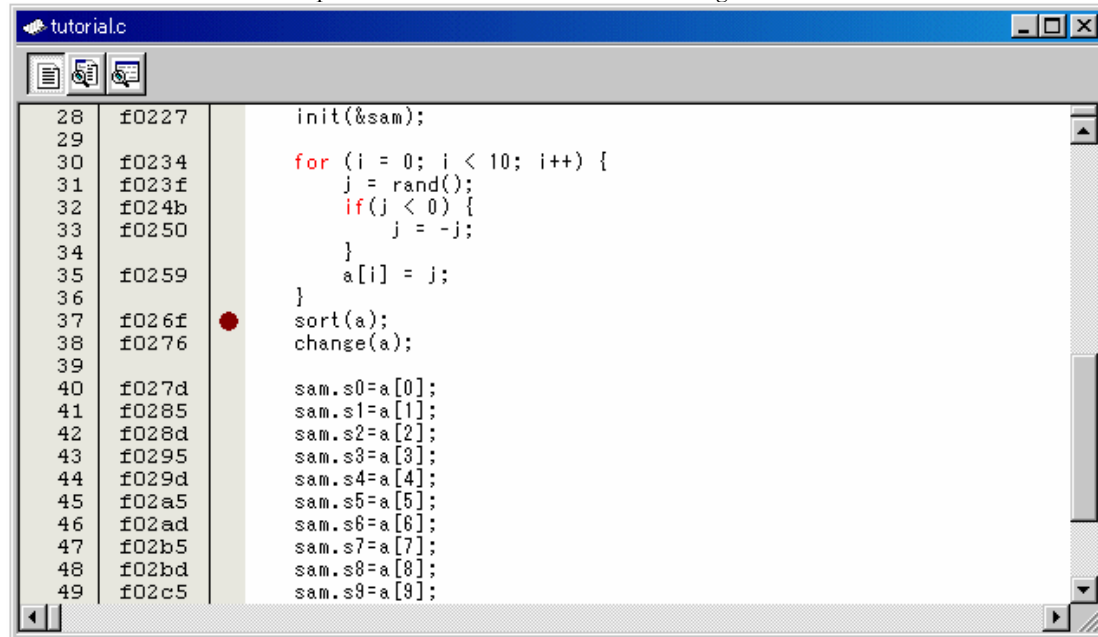 tutorial.c
28 f0227 init(&sam);
29
30 f0234 for (i = 0; i < 10; i++) {
31 f023f j = rand();
32 f024b if(j < 0) {
33 f0250 j = -j;
34 }
35 f0259 a[i] = j;
36 }
37 f026f sort(a);
38 f0276 change(a);
39
40 f027d sam.s0=a[0];
41 f0285 sam.s1=a[1];
42 f028d sam.s2=a[2];
43 f0295 sam.s3=a[3];
44 f029d sam.s4=a[4];
45 f02a5 sam.s5=a[5];
46 f02ad sam.s6=a[6];
47 f02b5 sam.s7=a[7];
48 f02bd sam.s8=a[8];
49 f02c5 sam.s9=a[9];